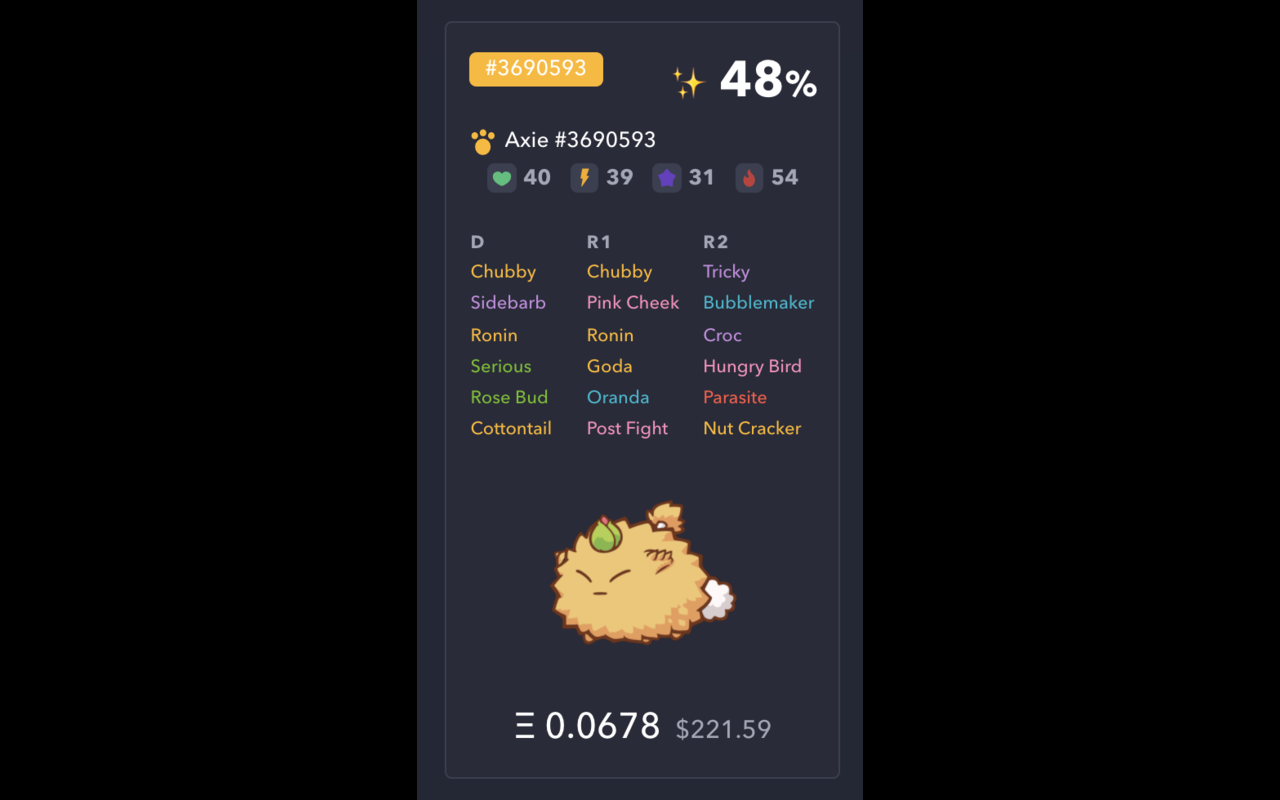 #3690593
✨ 48%
Axie #3690593
40 39 31 54
D R1 R2
Chubby Chubby Tricky
Sidebarb Pink Cheek Bubblemaker
Ronin Ronin Croc
Serious Goda Hungry Bird
Rose Bud Oranda Parasite
Cottontail Post Fight Nut Cracker
Ξ 0.0678 $221.59